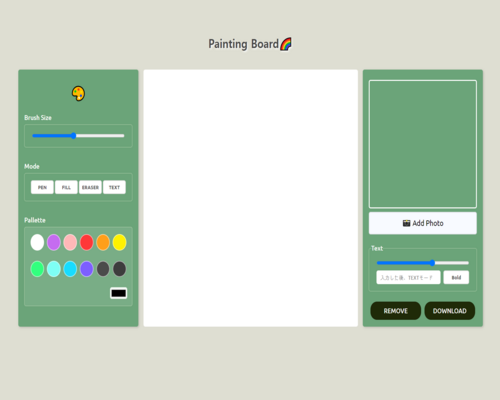 Painting Board🌈
Brush Size
Mode
PEN FILL ERASER TEXT
Pallette
Add Photo
Text
入力した後、TEXTモード
Bold
REMOVE DOWNLOAD